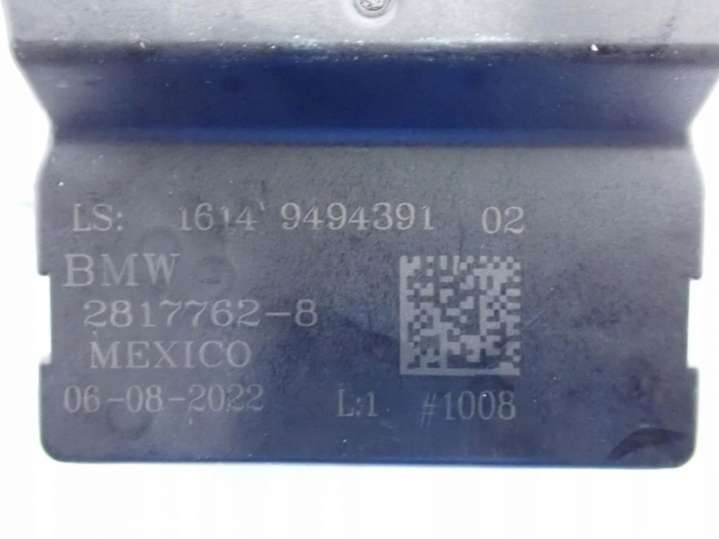 LS: 1614 9494391 02
BMW
2817762-8
MEXICO
06-08-2022 L:1 #1008